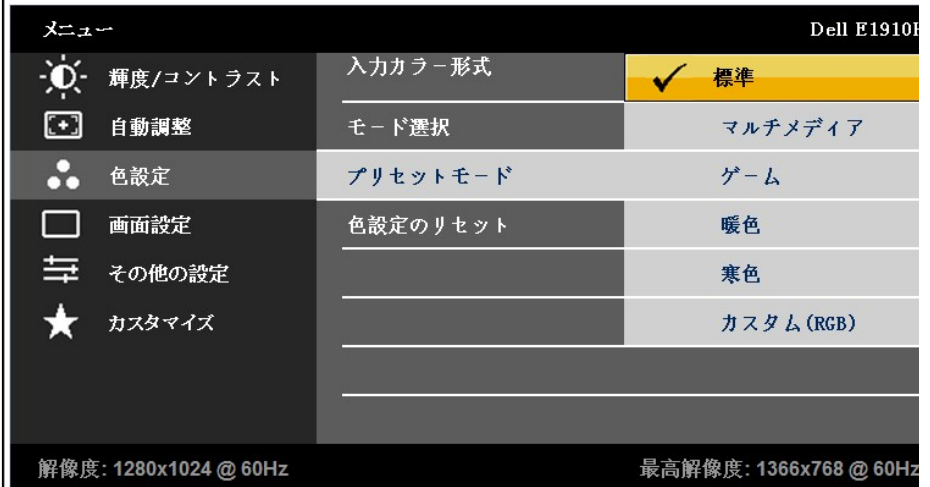 メニュー
Dell E1910H
輝度/コントラスト
自動調整
色設定
画面設定
その他の設定
カスタマイズ
入力カラー形式
モード選択
プリセットモード
色設定のリセット
標準
マルチメディア
ゲーム
暖色
寒色
カスタム(RGB)
解像度: 1280x1024 @ 60Hz
最高解像度: 1366x768 @ 60Hz